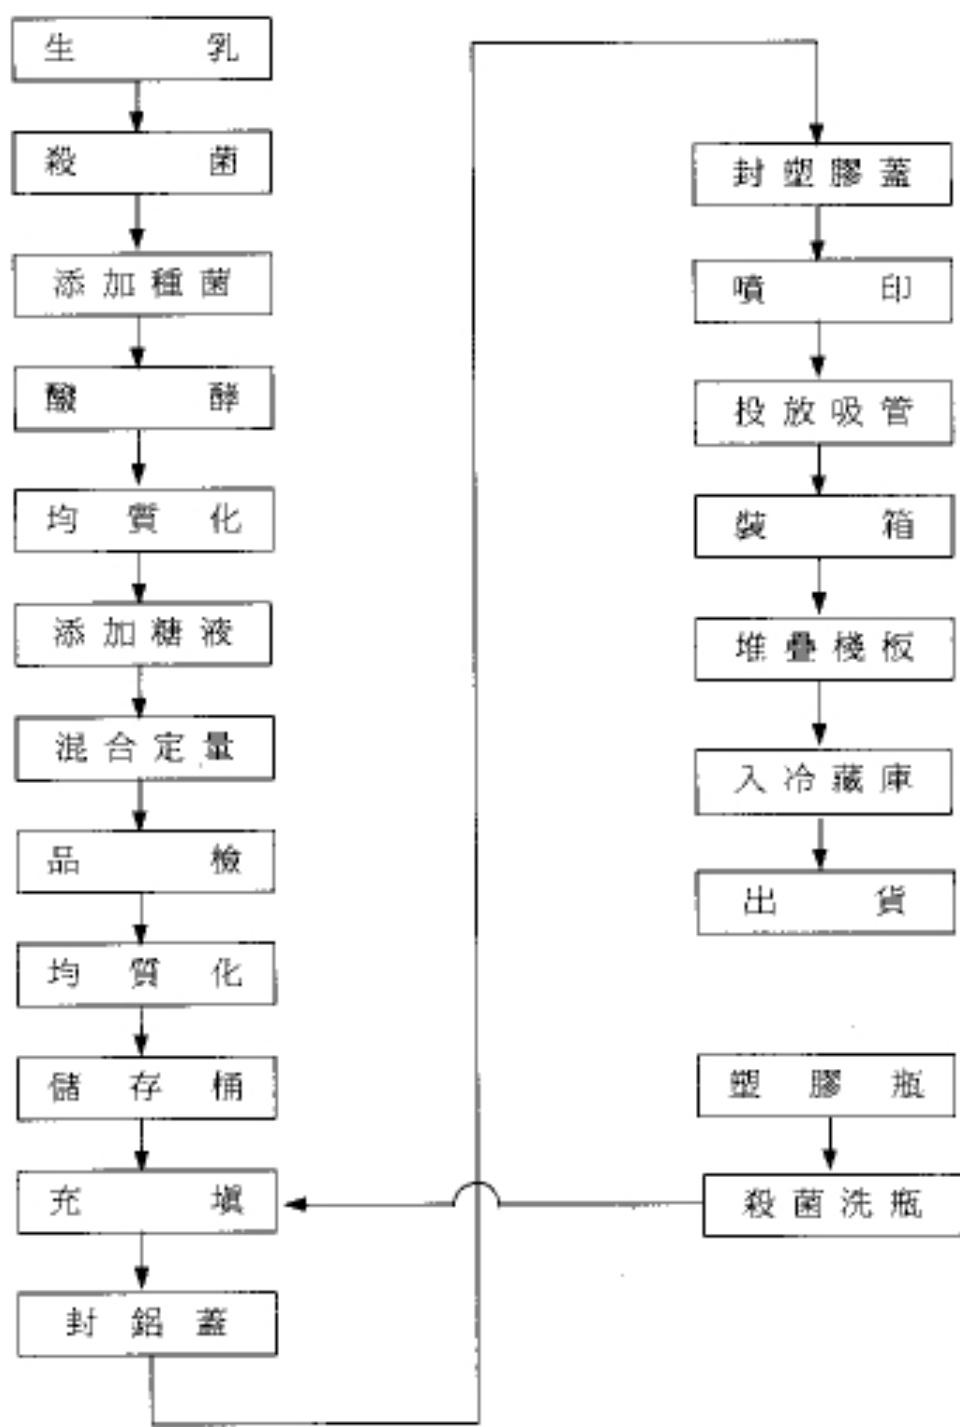 生乳
殺菌
添加種菌
醱酵
均質化
添加糖液
混合定量
品檢
均質化
儲存桶
充填
封鋁蓋
封塑膠蓋
噴印
投放吸管
裝箱
堆疊棧板
入冷藏庫
出貨
塑膠瓶
殺菌洗瓶